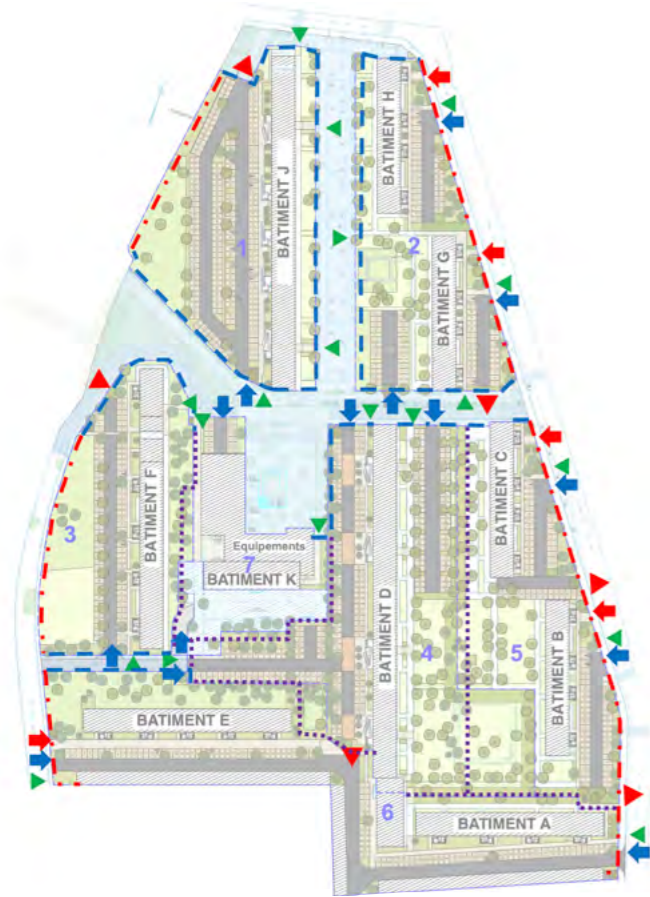 BATIMENT H
BATIMENT J
1
2
BATIMENT G
BATIMENT F
BATIMENT C
3
Equipements
7
BATIMENT K
BATIMENT D
4
5
BATIMENT B
BATIMENT E
6
BATIMENT A